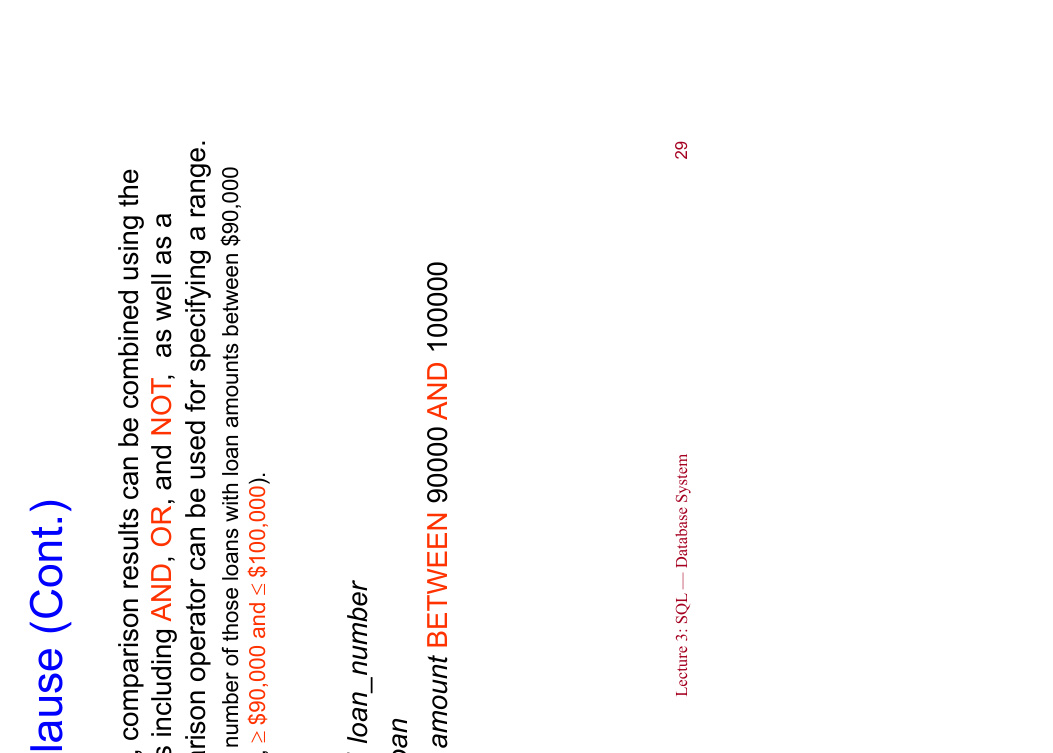 lause (Cont.)
, comparison results can be combined using the
s including AND, OR, and NOT,  as well as a
rison operator can be used for specifying a range.
number of those loans with loan amounts between $90,000
, ≥ $90,000 and ≤ $100,000).
loan_number
oan
amount BETWEEN 90000 AND 100000
Lecture 3: SQL — Database System 29